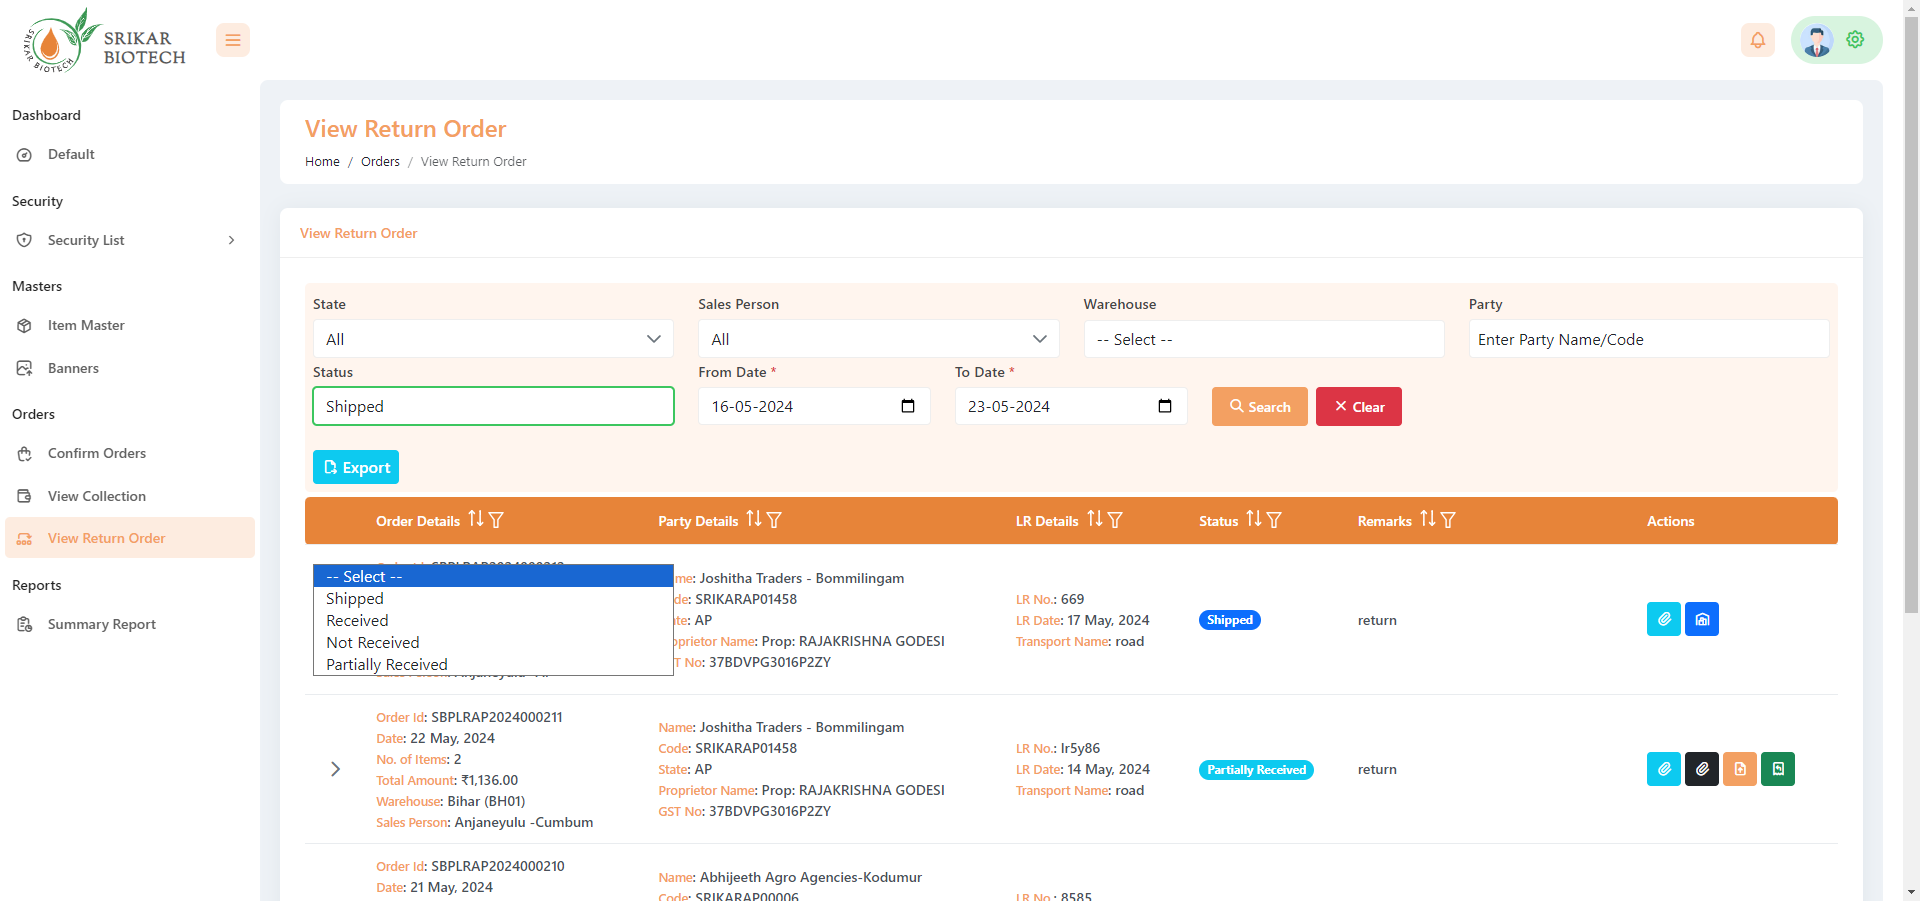 SRIKAR BIOTECH
SRIKAR
BIOTECH
Dashboard
Default
Security
Security List
Masters
Item Master
Banners
Orders
Confirm Orders
View Collection
View Return Order
Reports
Summary Report
View Return Order
Home / Orders / View Return Order
View Return Order
State
All
Sales Person
All
Warehouse
-- Select --
Party
Enter Party Name/Code
Status
Shipped
From Date *
16-05-2024
To Date *
23-05-2024
Search
Clear
Export
Order Details
Party Details
LR Details
Status
Remarks
Actions
-- Select --
Shipped
Received
Not Received
Partially Received
me: Joshitha Traders - Bommilingam
de: SRIKARAP01458
te: AP
oprietor Name: Prop: RAJAKRISHNA GODESI
T No: 37BDVPG3016P2ZY
LR No.: 669
LR Date: 17 May, 2024
Transport Name: road
Shipped
return
Order Id: SBPLRAP2024000211
Date: 22 May, 2024
No. of Items: 2
Total Amount: ₹1,136.00
Warehouse: Bihar (BH01)
Sales Person: Anjaneyulu -Cumbum
Name: Joshitha Traders - Bommilingam
Code: SRIKARAP01458
State: AP
Proprietor Name: Prop: RAJAKRISHNA GODESI
GST No: 37BDVPG3016P2ZY
LR No.: lr5y86
LR Date: 14 May, 2024
Transport Name: road
Partially Received
return
Order Id: SBPLRAP2024000210
Date: 21 May, 2024
Name: Abhijeeth Agro Agencies-Kodumur
Code: SRIKARAP00006
LR No.: 8585